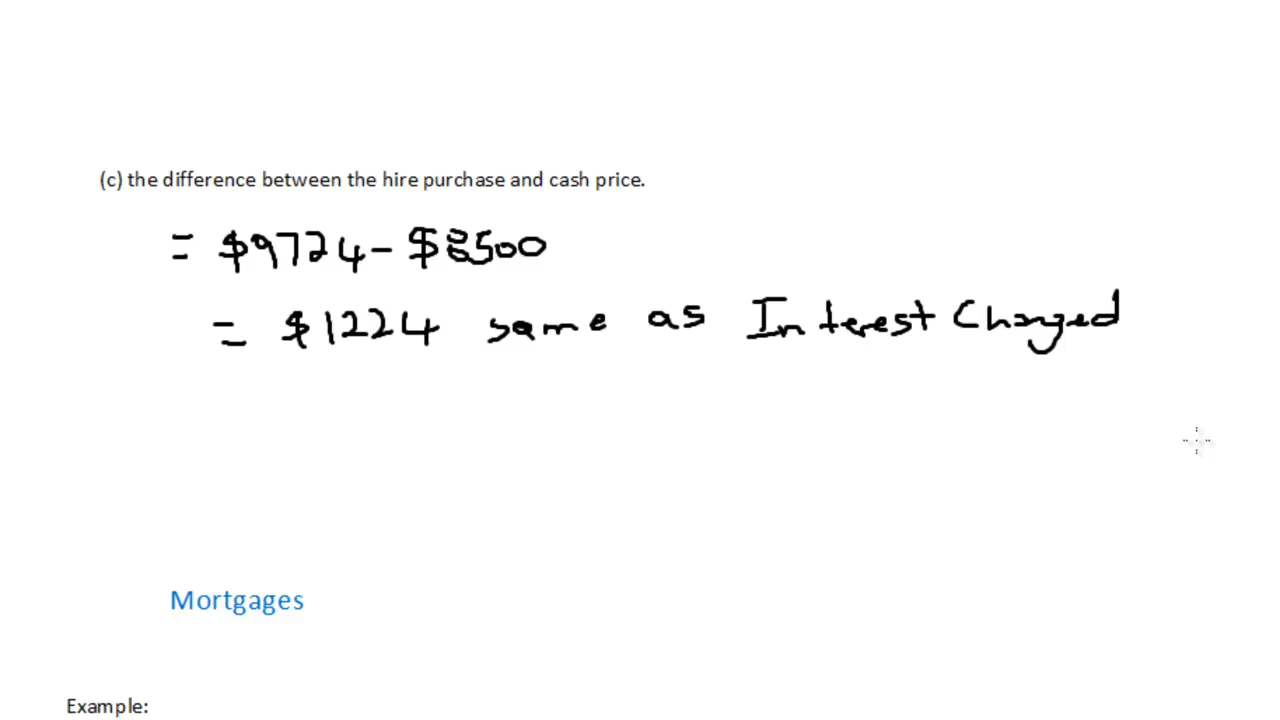 (c) the difference between the hire purchase and cash price.
= $9724 - $8500
= $1224 same as Interest Charged
Mortgages
Example: